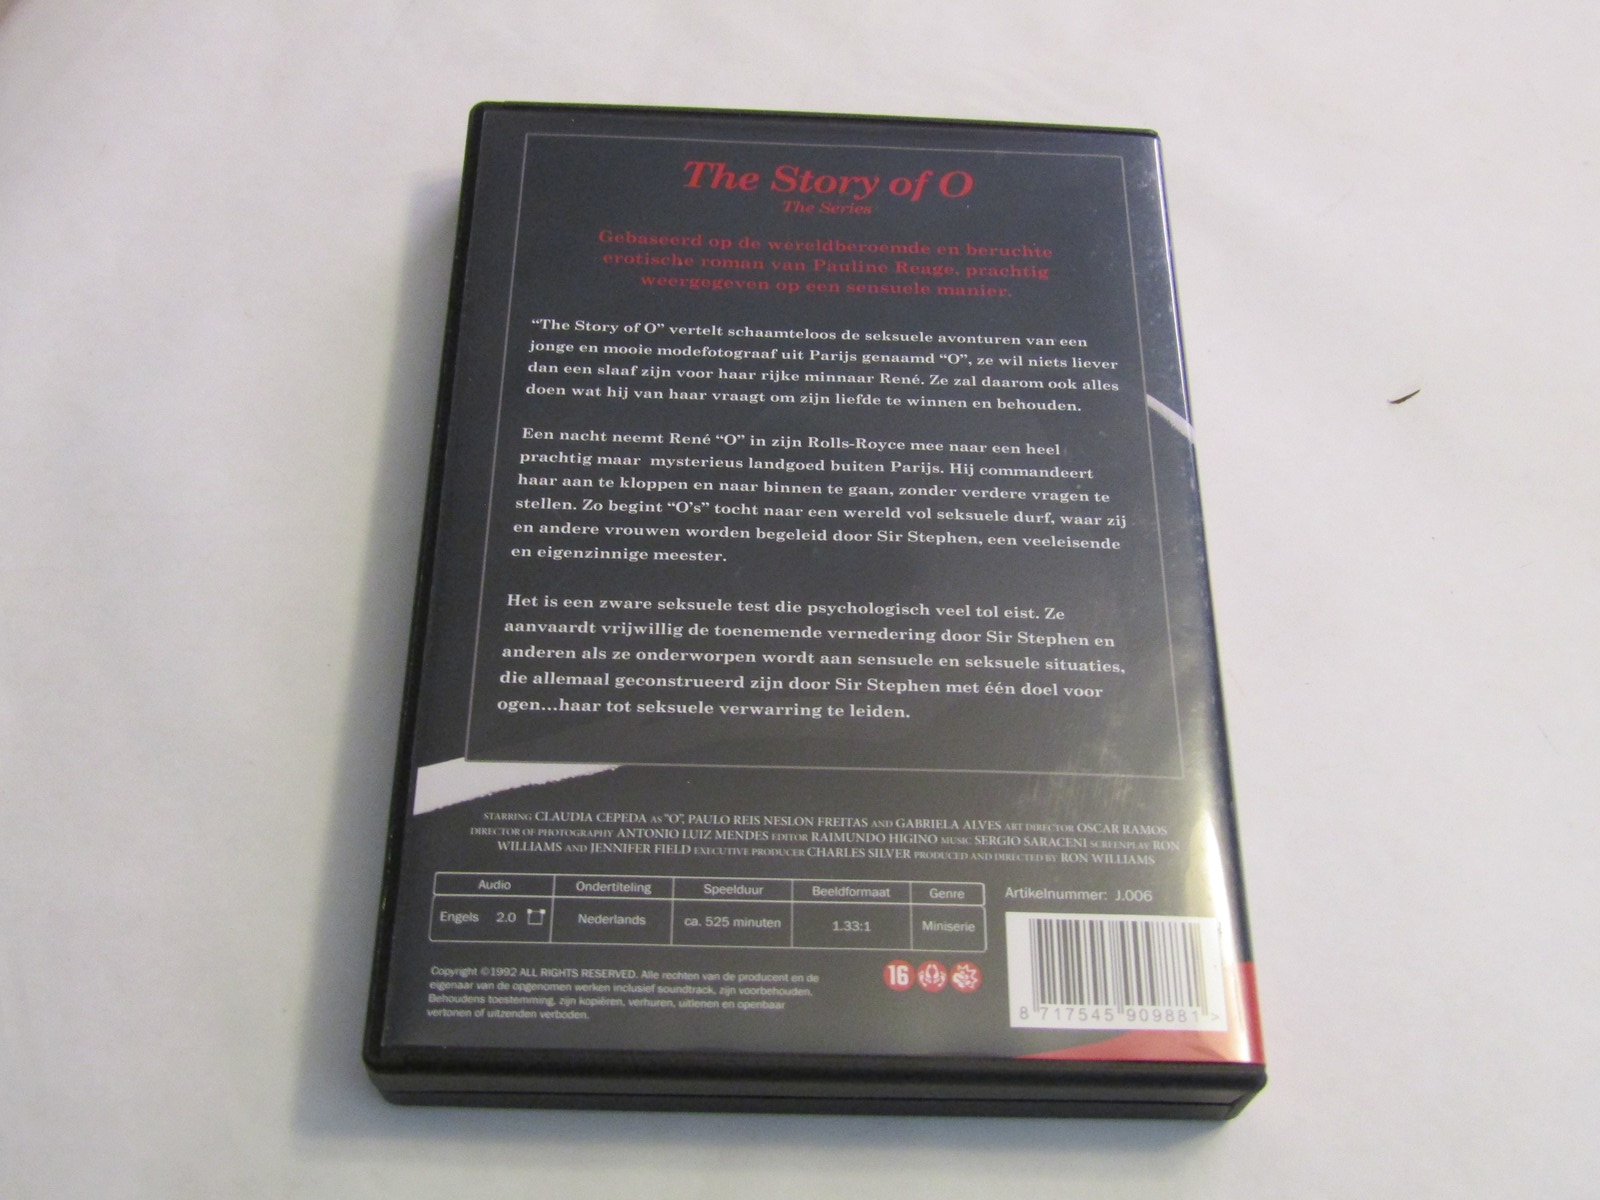 The Story of O
The Series
Gebaseerd op de wereldberoemde en beruchte
erotische roman van Pauline Reage, prachtig
weergegeven op een sensuele manier.
“The Story of O” vertelt schaamteloos de seksuele avonturen van een
jonge en mooie modefotograaf uit Parijs genaamd “O”, ze wil niets liever
dan een slaaf zijn voor haar rijke minnaar René. Ze zal daarom ook alles
doen wat hij van haar vraagt om zijn liefde te winnen en behouden.
Een nacht neemt René “O” in zijn Rolls-Royce mee naar een heel
prachtig maar mysterieus landgoed buiten Parijs. Hij commandeert
haar aan te kloppen en naar binnen te gaan, zonder verdere vragen te
stellen. Zo begint “O’s” tocht naar een wereld vol seksuele durf, waar zij
en andere vrouwen worden begeleid door Sir Stephen, een veeleisende
en eigenzinnige meester.
Het is een zware seksuele test die psychologisch veel tol eist. Ze
aanvaardt vrijwillig de toenemende vernedering door Sir Stephen en
anderen als ze onderworpen wordt aan sensuele en seksuele situaties,
die allemaal geconstrueerd zijn door Sir Stephen met één doel voor
ogen...haar tot seksuele verwarring te leiden.
STARRING CLAUDIA CEPEDA AS “O”, PAULO REIS NESLON FREITAS AND GABRIELA ALVES ART DIRECTOR OSCAR RAMOS
DIRECTOR OF PHOTOGRAPHY ANTONIO LUIZ MENDES EDITOR RAIMUNDO HIGINO MUSIC SERGIO SARACENI SCREENPLAY RON
WILLIAMS AND JENNIFER FIELD EXECUTIVE PRODUCER CHARLES SILVER PRODUCED AND DIRECTED BY RON WILLIAMS
Audio Ondertiteling Speelduur Beeldformaat Genre
Engels 2.0 Nederlands ca. 525 minuten 1.33:1 Miniserie
Artikelnummer: J.006
Copyright ©1992 ALL RIGHTS RESERVED. Alle rechten van de producent en de
eigenaar van de opgenomen werken inclusief soundtrack, zijn voorbehouden.
Behoudens toestemming, zijn kopiëren, verhuren, uitlenen en openbaar
vertonen of uitzenden verboden.
16
8 717545 909881 >